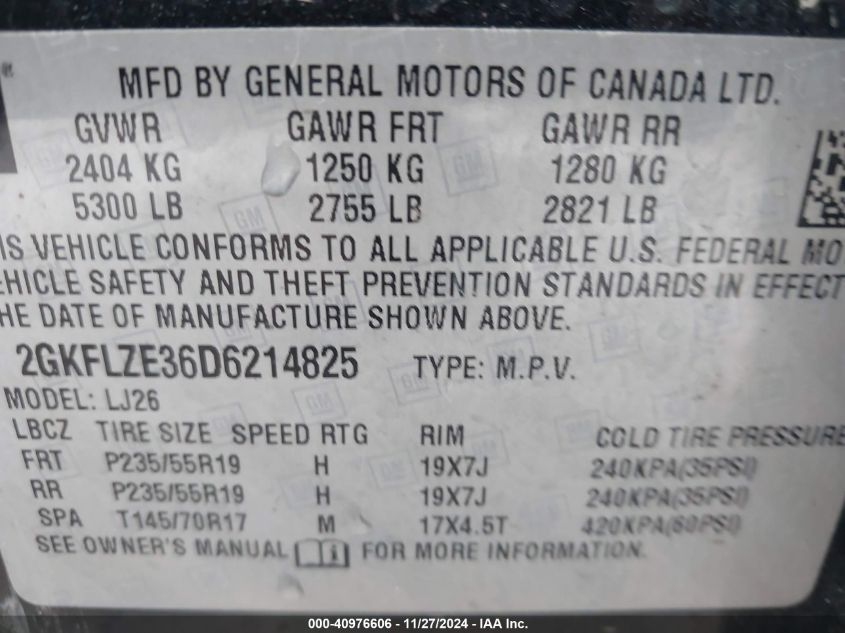 MFD BY GENERAL MOTORS OF CANADA LTD.
GVWR GAWR FRT GAWR RR
2404 KG 1250 KG 1280 KG
5300 LB 2755 LB 2821 LB
IS VEHICLE CONFORMS TO ALL APPLICABLE U.S. FEDERAL MO
EHICLE SAFETY AND THEFT PREVENTION STANDARDS IN EFFECT
HE DATE OF MANUFACTURE SHOWN ABOVE.
2GKFLZE36D6214825 TYPE: M.P.V.
MODEL: LJ26
LBCZ TIRE SIZE SPEED RTG RIM COLD TIRE PRESSURE
FRT P235/55R19 H 19X7J 240KPA(35PSI)
RR P235/55R19 H 19X7J 240KPA(35PSI)
SPA T145/70R17 M 17X4.5T 420KPA(60PSI)
SEE OWNER'S MANUAL FOR MORE INFORMATION.
000-40976606 - 11/27/2024 - IAA Inc.